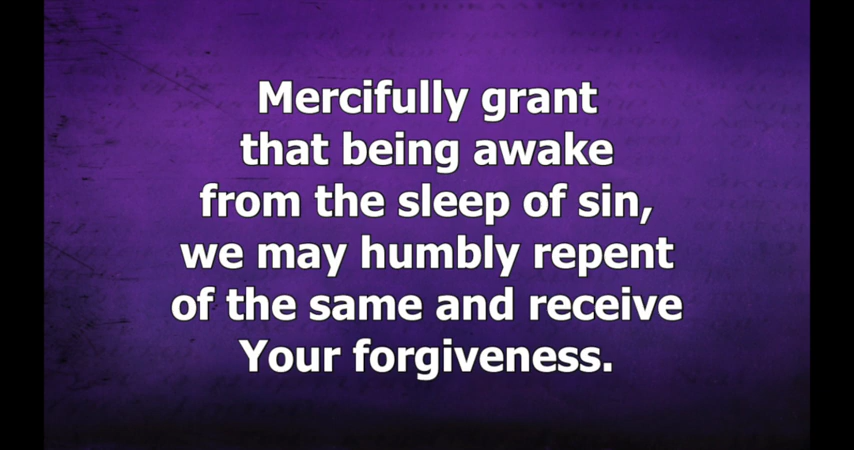 Mercifully grant
that being awake
from the sleep of sin,
we may humbly repent
of the same and receive
Your forgiveness.